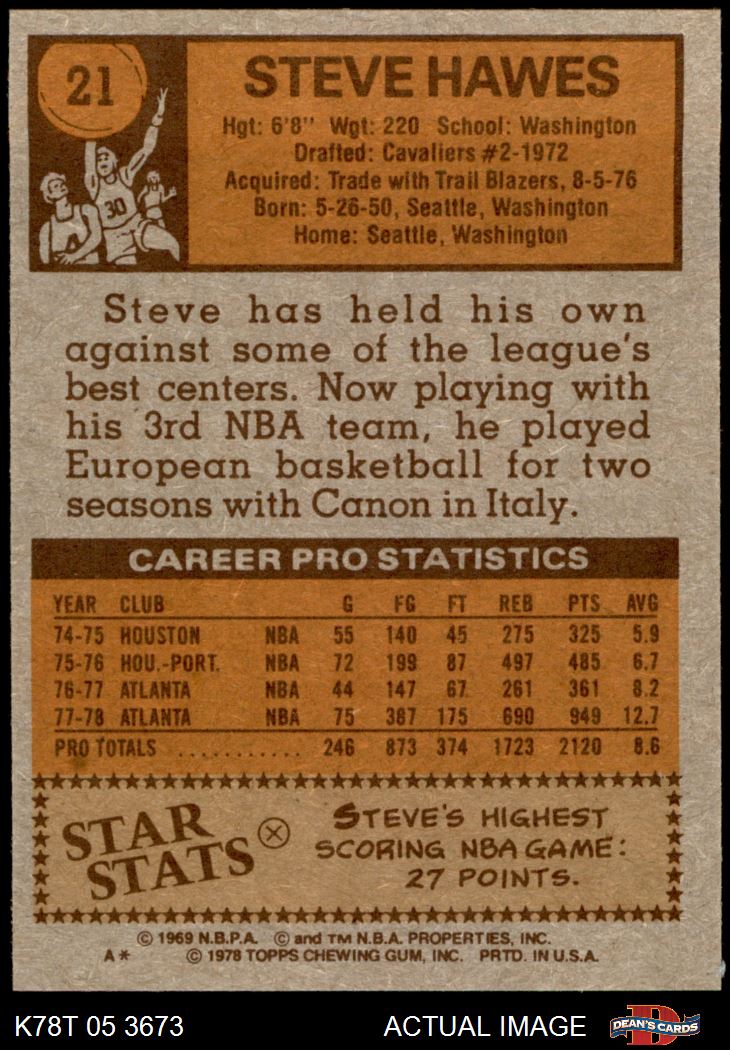 21
STEVE HAWES
Hgt: 6'8" Wgt: 220 School: Washington
Drafted: Cavaliers #2-1972
Acquired: Trade with Trail Blazers, 8-5-76
Born: 5-26-50, Seattle, Washington
Home: Seattle, Washington
30
Steve has held his own
against some of the league's
best centers. Now playing with
his 3rd NBA team, he played
European basketball for two
seasons with Canon in Italy.
CAREER PRO STATISTICS
YEAR CLUB G FG FT REB PTS AVG
74-75 HOUSTON NBA 55 140 45 275 325 5.9
75-76 HOU.-PORT. NBA 72 199 87 497 485 6.7
76-77 ATLANTA NBA 44 147 67 261 361 8.2
77-78 ATLANTA NBA 75 387 175 690 949 12.7
PRO TOTALS ........... 246 873 374 1723 2120 8.6
STAR
STATS
STEVE'S HIGHEST
SCORING NBA GAME:
27 POINTS.
© 1969 N.B.P.A. © and TM N.B.A. PROPERTIES, INC.
A* © 1978 TOPPS CHEWING GUM, INC. PRTD. IN U.S.A.
K78T 05 3673 ACTUAL IMAGE
D
DEAN'S CARDS